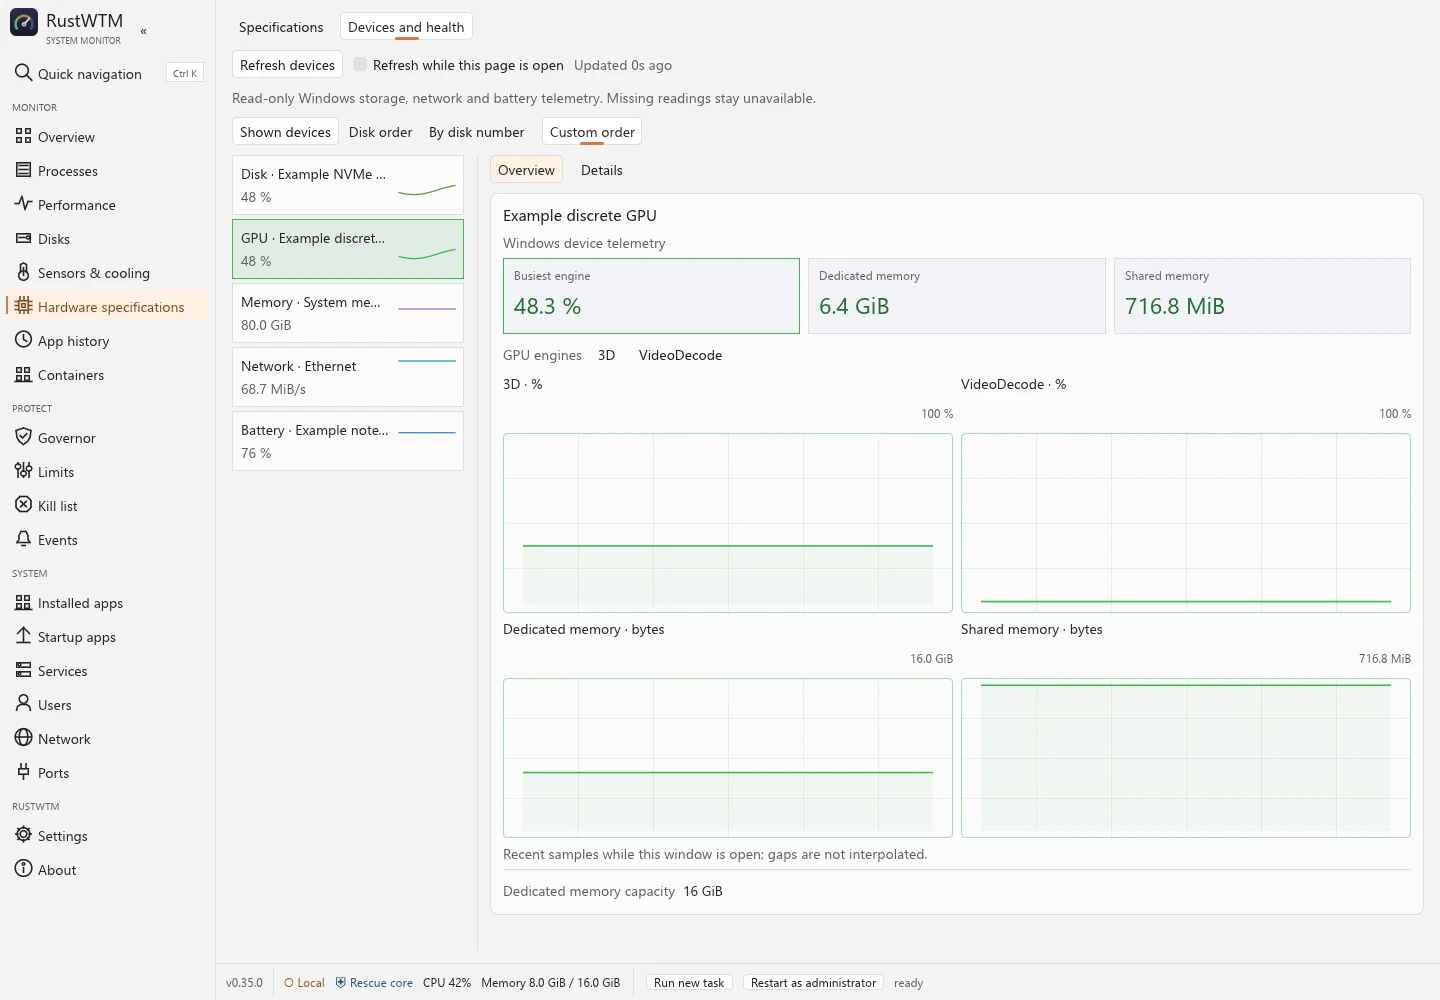 RustWTM
SYSTEM MONITOR
«
Quick navigation
Ctrl K
MONITOR
Overview
Processes
Performance
Disks
Sensors & cooling
Hardware specifications
App history
Containers
PROTECT
Governor
Limits
Kill list
Events
SYSTEM
Installed apps
Startup apps
Services
Users
Network
Ports
RUSTWTM
Settings
About
Specifications
Devices and health
Refresh devices
Refresh while this page is open
Updated 0s ago
Read-only Windows storage, network and battery telemetry. Missing readings stay unavailable.
Shown devices
Disk order
By disk number
Custom order
Disk · Example NVMe ...
48 %
GPU · Example discret...
48 %
Memory · System me...
80.0 GiB
Network · Ethernet
68.7 MiB/s
Battery · Example note...
76 %
Overview
Details
Example discrete GPU
Windows device telemetry
Busiest engine
48.3 %
Dedicated memory
6.4 GiB
Shared memory
716.8 MiB
GPU engines 3D VideoDecode
3D · %
100 %
VideoDecode · %
100 %
Dedicated memory · bytes
16.0 GiB
Shared memory · bytes
716.8 MiB
Recent samples while this window is open; gaps are not interpolated.
Dedicated memory capacity 16 GiB
v0.35.0
Local
Rescue core
CPU 42%
Memory 8.0 GiB / 16.0 GiB
Run new task
Restart as administrator
ready